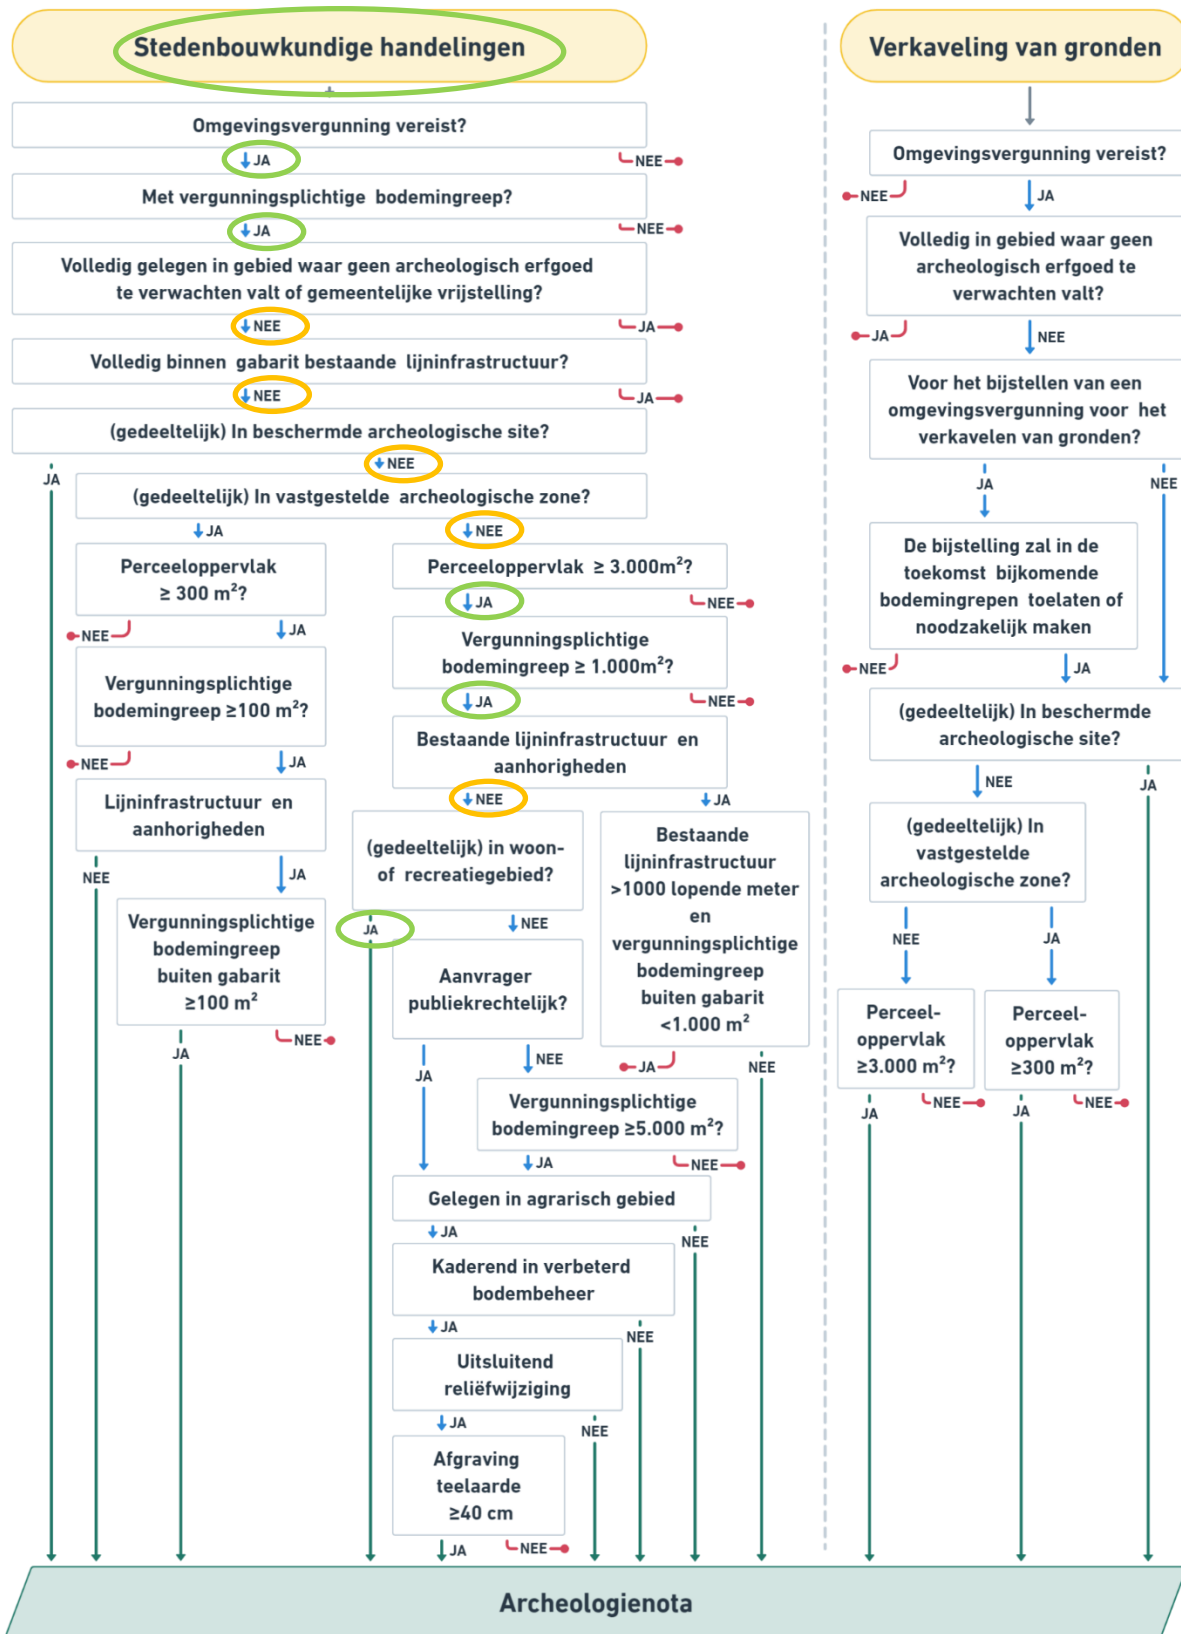 Stedenbouwkundige handelingen
Omgevingsvergunning vereist?
JA
NEE
Met vergunningsplichtige bodemingreep?
JA
NEE
Volledig gelegen in gebied waar geen archeologisch erfgoed
te verwachten valt of gemeentelijke vrijstelling?
NEE
JA
Volledig binnen gabarit bestaande lijninfrastructuur?
NEE
JA
(gedeeltelijk) In beschermde archeologische site?
JA
NEE
(gedeeltelijk) In vastgestelde archeologische zone?
JA
NEE
Perceeloppervlak
≥ 300 m²?
NEE
JA
Vergunningsplichtige
bodemingreep ≥100 m²?
NEE
JA
Lijninfrastructuur en
aanhorigheden
NEE
JA
Vergunningsplichtige
bodemingreep
buiten gabarit
≥100 m²
JA
NEE
Perceeloppervlak ≥ 3.000m²?
JA
NEE
Vergunningsplichtige
bodemingreep ≥ 1.000m²?
JA
NEE
Bestaande lijninfrastructuur en
aanhorigheden
NEE
JA
(gedeeltelijk) in woon-
of recreatiegebied?
JA
NEE
Bestaande
lijninfrastructuur
>1000 lopende meter
en
vergunningsplichtige
bodemingreep
buiten gabarit
<1.000 m²
JA
NEE
Aanvrager
publiekrechtelijk?
JA
NEE
Vergunningsplichtige
bodemingreep ≥5.000 m²?
JA
NEE
Gelegen in agrarisch gebied
JA
NEE
Kaderend in verbeterd
bodembeheer
JA
NEE
Uitsluitend
reliëfwijziging
JA
NEE
Afgraving
teelaarde
≥40 cm
JA
NEE
Verkaveling van gronden
Omgevingsvergunning vereist?
NEE
JA
Volledig in gebied waar geen
archeologisch erfgoed te
verwachten valt?
JA
NEE
Voor het bijstellen van een
omgevingsvergunning voor het
verkavelen van gronden?
JA
NEE
De bijstelling zal in de
toekomst bijkomende
bodemingrepen toelaten of
noodzakelijk maken
NEE
JA
(gedeeltelijk) In beschermde
archeologische site?
NEE
JA
(gedeeltelijk) In
vastgestelde
archeologische zone?
NEE
JA
Perceel-
oppervlak
≥3.000 m²?
JA
NEE
Perceel-
oppervlak
≥300 m²?
JA
NEE
Archeologienota